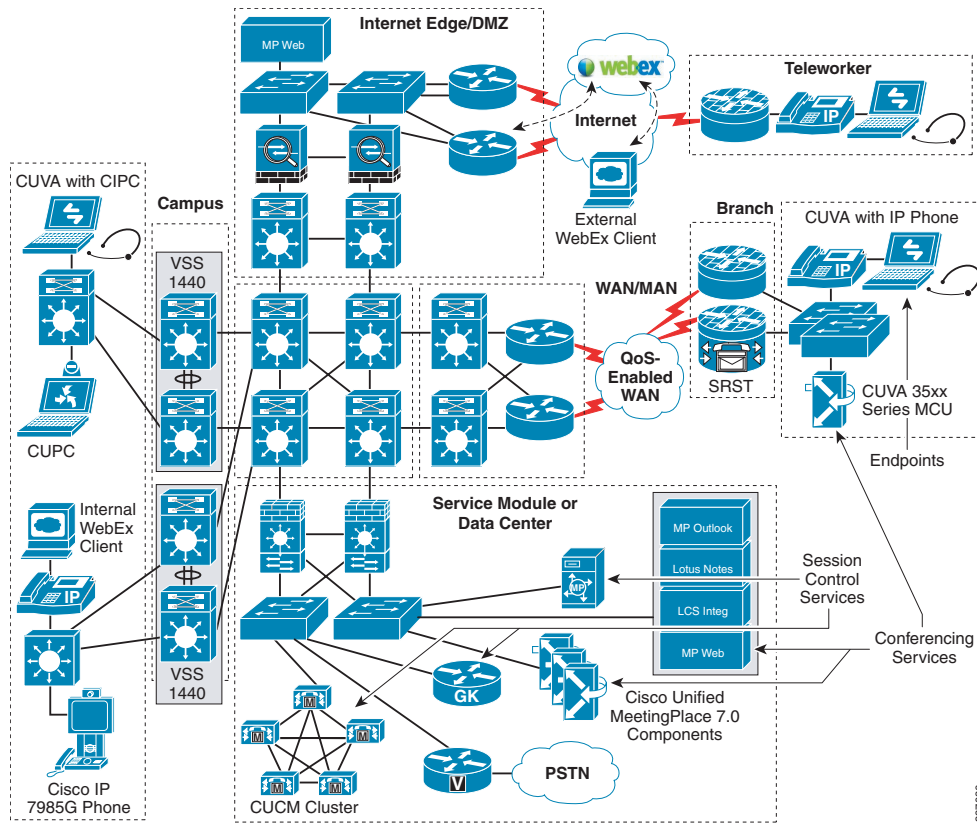 Internet Edge/DMZ
MP Web
webex
Internet
External
WebEx Client
Teleworker
IP
CUVA with CIPC
Campus
VSS
1440
CUPC
Internal
WebEx
Client
IP
VSS
1440
Cisco IP
7985G Phone
WAN/MAN
QoS-
Enabled
WAN
Branch
SRST
CUVA with IP Phone
IP
CUVA 35xx
Series MCU
Endpoints
Service Module or
Data Center
MP
MP Outlook
Lotus Notes
LCS Integ
MP Web
Session
Control
Services
Conferencing
Services
GK
Cisco Unified
MeetingPlace 7.0
Components
M
M
M
M
M
CUCM Cluster
V
PSTN